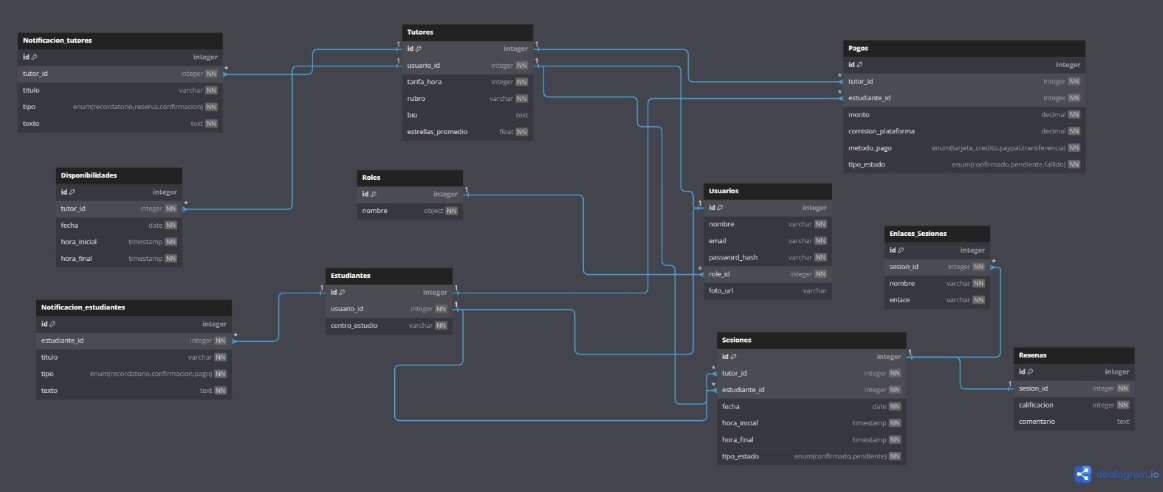 Notificacion_tutores
id integer
tutor_id integer NN
titulo varchar NN
tipo enum(recordatorio,reserva,confirmacion) NN
texto text NN
Tutores
id integer
usuario_id integer NN
tarifa_hora integer NN
rubro varchar NN
bio text
estrellas_promedio float NN
Pagos
id integer
tutor_id integer NN
estudiante_id integer NN
monto decimal NN
comision_plataforma decimal NN
metodo_pago enum(tarjeta_credito,paypal,transferencia) NN
tipo_estado enum(confirmado,pendiente,fallido) NN
Disponibilidades
id integer
tutor_id integer NN
fecha date NN
hora_inicial timestamp NN
hora_final timestamp NN
Roles
id integer
nombre object NN
Usuarios
id integer
nombre varchar NN
email varchar NN
password_hash varchar NN
role_id integer NN
foto_url varchar
Enlaces_Sesiones
id integer
sesion_id integer NN
nombre varchar NN
enlace varchar NN
Estudiantes
id integer
usuario_id integer NN
centro_estudio varchar NN
Notificacion_estudiantes
id integer
estudiante_id integer NN
titulo varchar NN
tipo enum(recordatorio,confirmacion,pago) NN
texto text NN
Sesiones
id integer
tutor_id integer NN
estudiante_id integer NN
fecha date NN
hora_inicial timestamp NN
hora_final timestamp NN
tipo_estado enum(confirmado,pendiente) NN
Resenas
id integer
sesion_id integer NN
calificacion integer NN
comentario text
dbdiagram.io